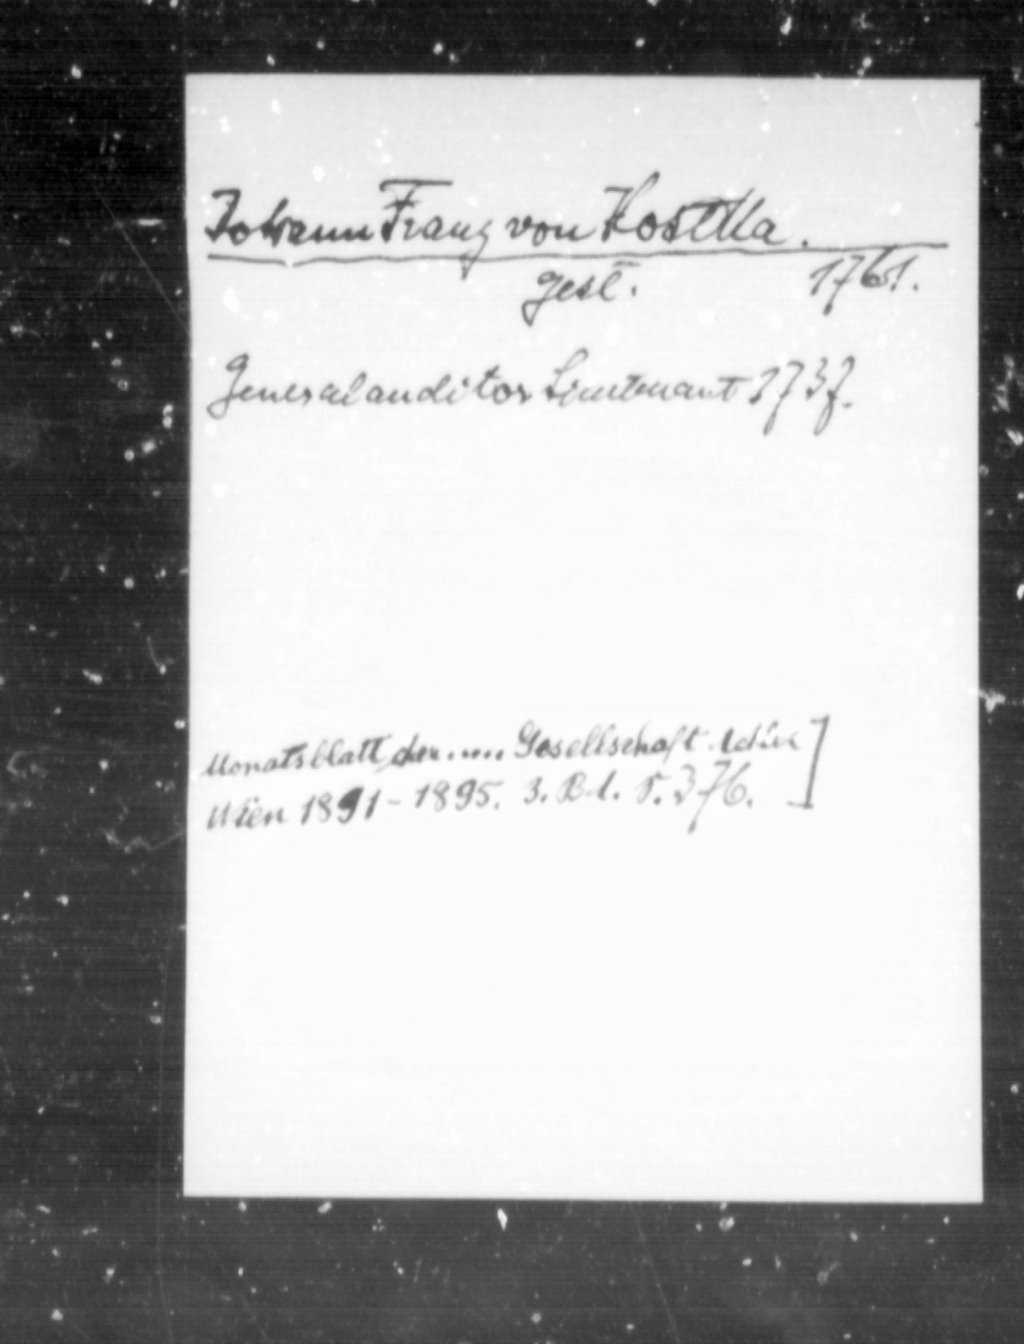 Johann Franz von Kostka.
gest. 1761.
Generalauditor Lieutenant 1737.
Monatsblatt der..... Gesellschaft Adler
Wien 1891-1895. 3. Bd. S. 376.